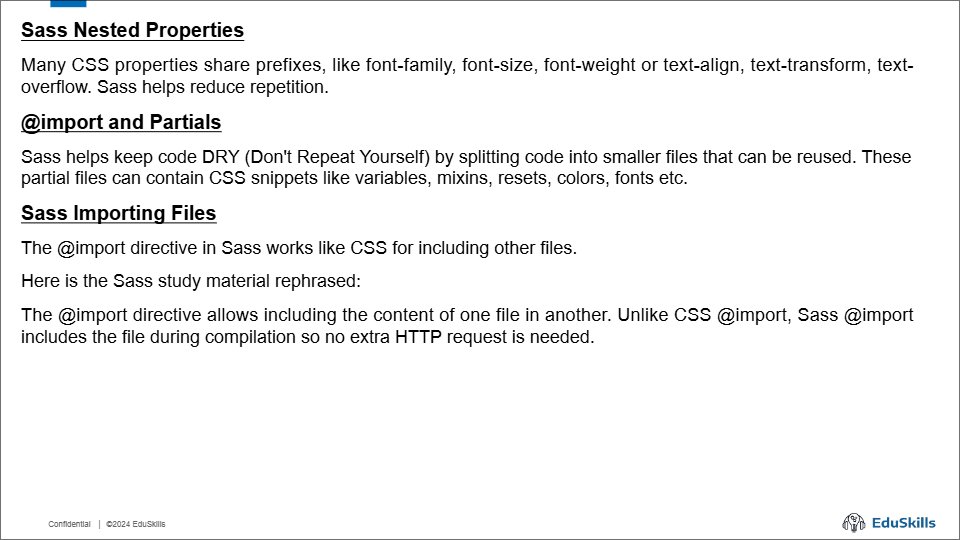 Sass Nested Properties
Many CSS properties share prefixes, like font-family, font-size, font-weight or text-align, text-transform, text-
overflow. Sass helps reduce repetition.
@import and Partials
Sass helps keep code DRY (Don't Repeat Yourself) by splitting code into smaller files that can be reused. These
partial files can contain CSS snippets like variables, mixins, resets, colors, fonts etc.
Sass Importing Files
The @import directive in Sass works like CSS for including other files.
Here is the Sass study material rephrased:
The @import directive allows including the content of one file in another. Unlike CSS @import, Sass @import
includes the file during compilation so no extra HTTP request is needed.
Confidential | ©2024 EduSkills
EduSkills